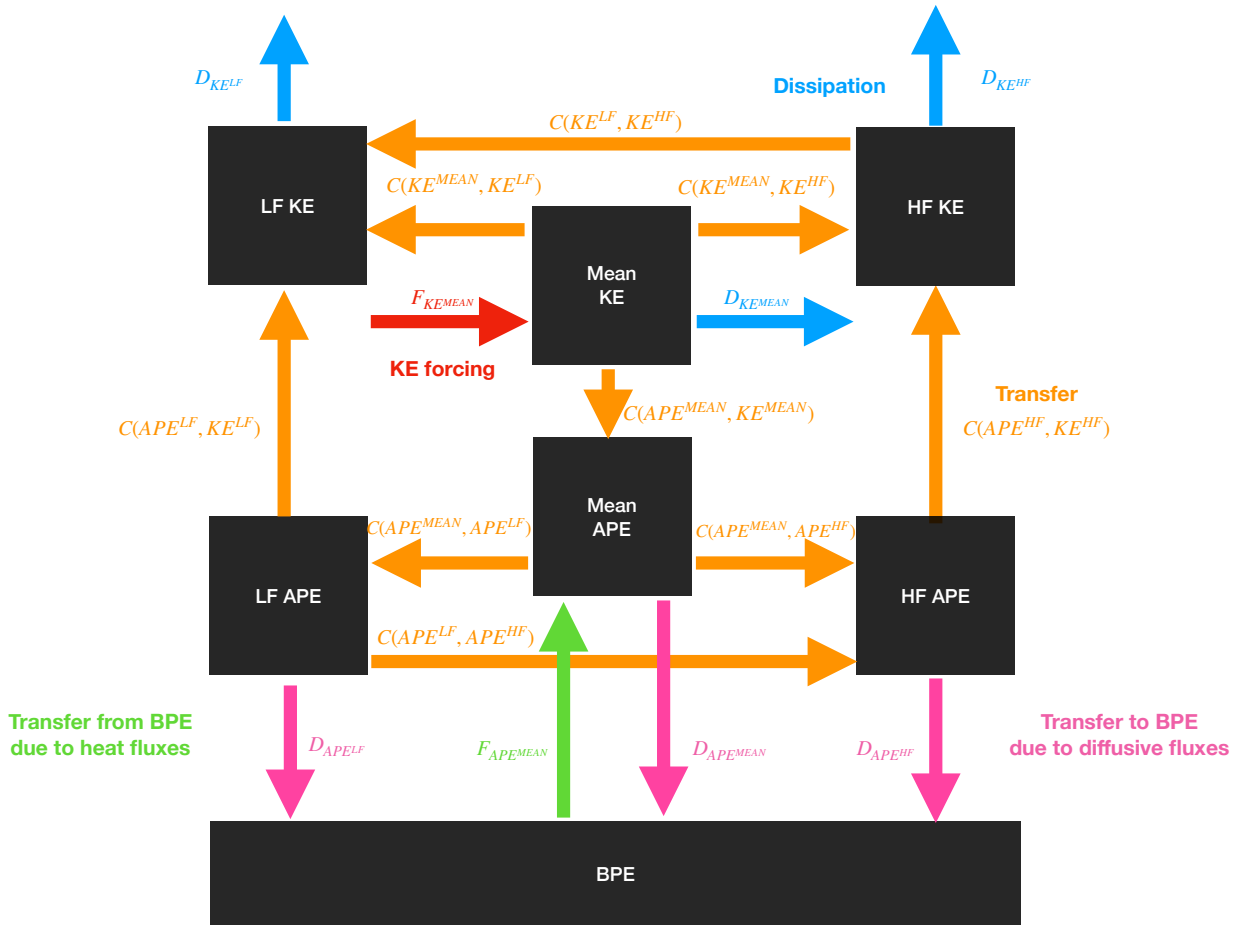 D_{KE^{LF}}
Dissipation
D_{KE^{HF}}
C(KE^{LF}, KE^{HF})
LF KE
C(KE^{MEAN}, KE^{LF})
C(KE^{MEAN}, KE^{HF})
HF KE
Mean
KE
F_{KE^{MEAN}}
D_{KE^{MEAN}}
KE forcing
Transfer
C(APE^{LF}, KE^{LF})
C(APE^{MEAN}, KE^{MEAN})
C(APE^{HF}, KE^{HF})
Mean
APE
C(APE^{MEAN}, APE^{LF})
C(APE^{MEAN}, APE^{HF})
LF APE
HF APE
C(APE^{LF}, APE^{HF})
Transfer from BPE
due to heat fluxes
D_{APE^{LF}}
F_{APE^{MEAN}}
D_{APE^{MEAN}}
D_{APE^{HF}}
Transfer to BPE
due to diffusive fluxes
BPE